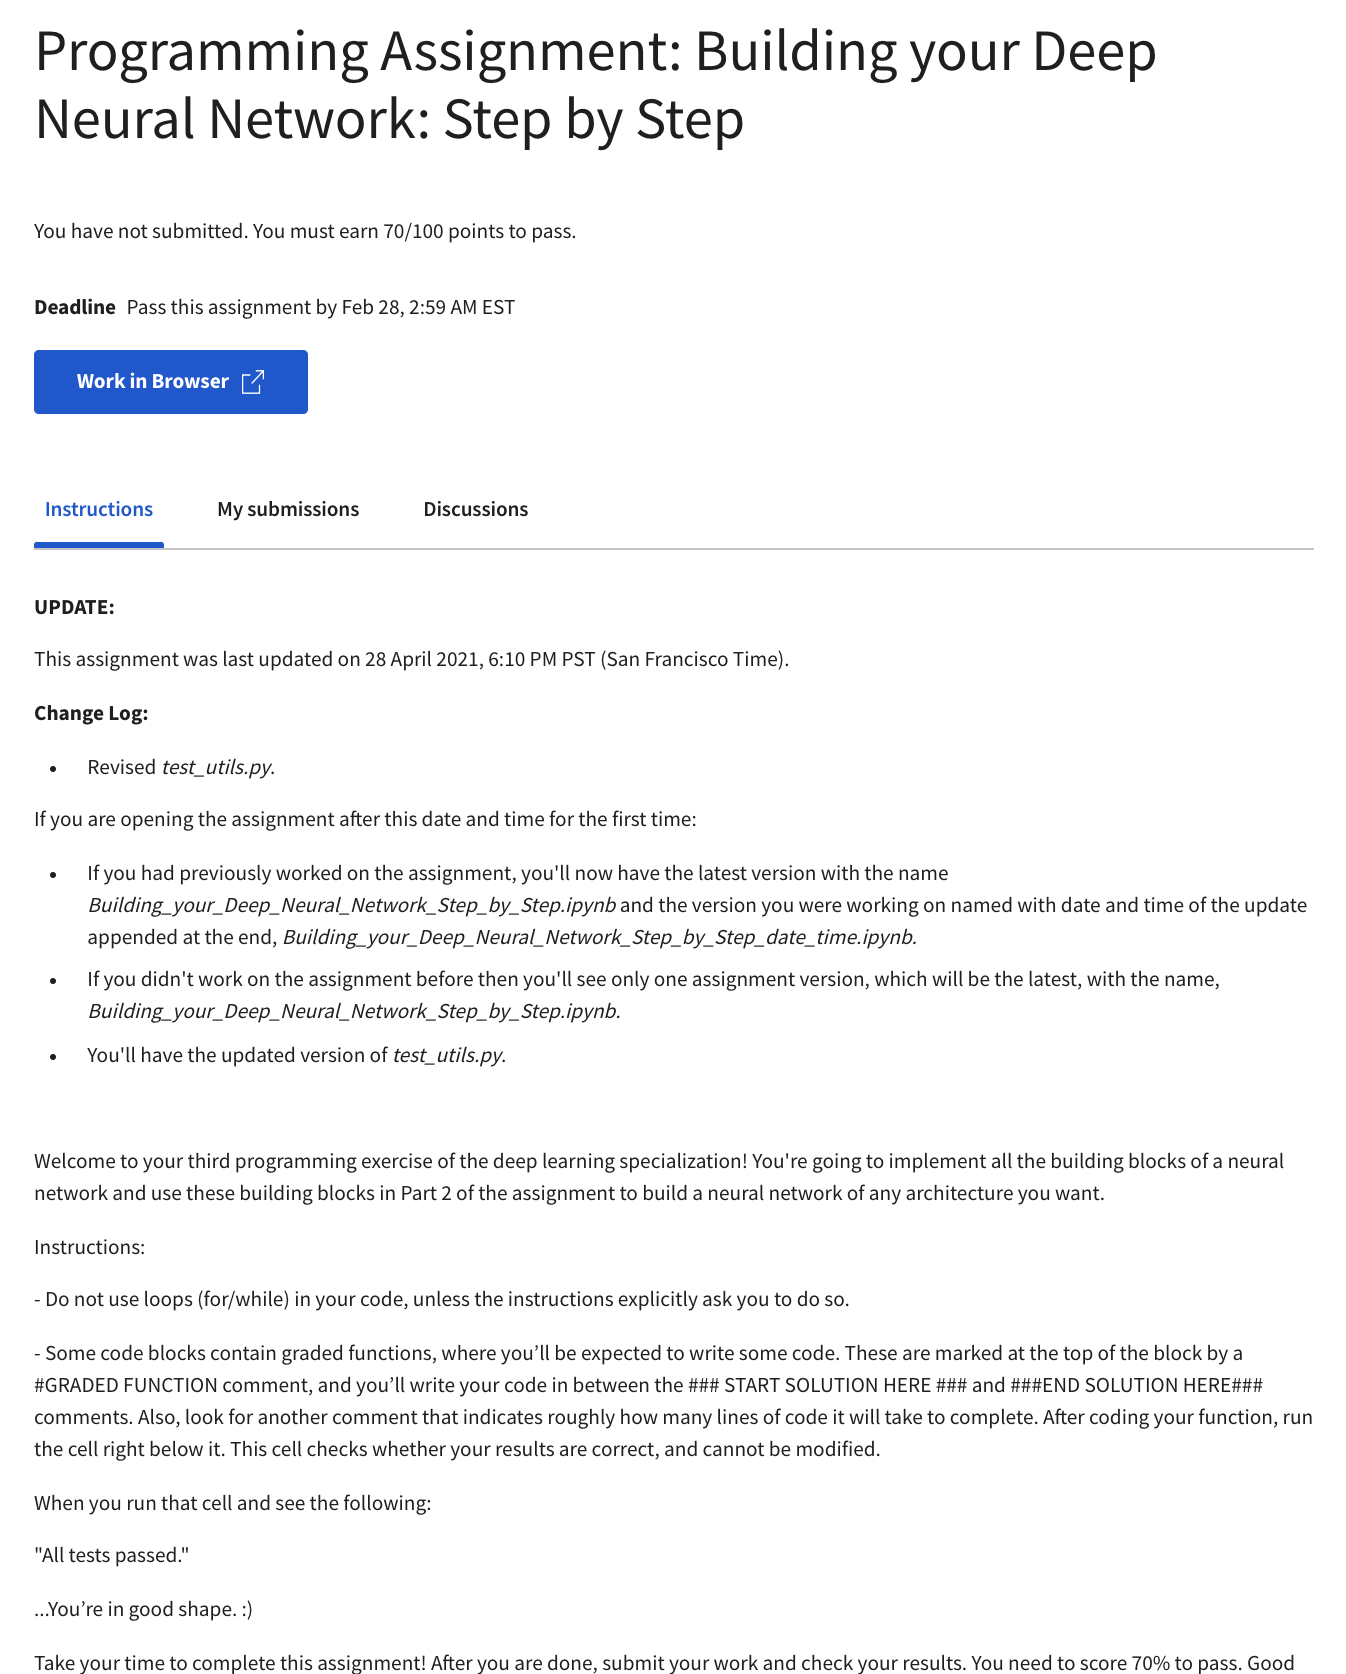 Programming Assignment: Building your Deep
Neural Network: Step by Step
You have not submitted. You must earn 70/100 points to pass.
Deadline Pass this assignment by Feb 28, 2:59 AM EST
Work in Browser
Instructions My submissions Discussions
UPDATE:
This assignment was last updated on 28 April 2021, 6:10 PM PST (San Francisco Time).
Change Log:
• Revised test_utils.py.
If you are opening the assignment after this date and time for the first time:
• If you had previously worked on the assignment, you'll now have the latest version with the name
Building_your_Deep_Neural_Network_Step_by_Step.ipynb and the version you were working on named with date and time of the update
appended at the end, Building_your_Deep_Neural_Network_Step_by_Step_date_time.ipynb.
• If you didn't work on the assignment before then you'll see only one assignment version, which will be the latest, with the name,
Building_your_Deep_Neural_Network_Step_by_Step.ipynb.
• You'll have the updated version of test_utils.py.
Welcome to your third programming exercise of the deep learning specialization! You're going to implement all the building blocks of a neural
network and use these building blocks in Part 2 of the assignment to build a neural network of any architecture you want.
Instructions:
- Do not use loops (for/while) in your code, unless the instructions explicitly ask you to do so.
- Some code blocks contain graded functions, where you’ll be expected to write some code. These are marked at the top of the block by a
#GRADED FUNCTION comment, and you’ll write your code in between the ### START SOLUTION HERE ### and ###END SOLUTION HERE###
comments. Also, look for another comment that indicates roughly how many lines of code it will take to complete. After coding your function, run
the cell right below it. This cell checks whether your results are correct, and cannot be modified.
When you run that cell and see the following:
"All tests passed."
...You’re in good shape. :)
Take your time to complete this assignment! After you are done, submit your work and check your results. You need to score 70% to pass. Good